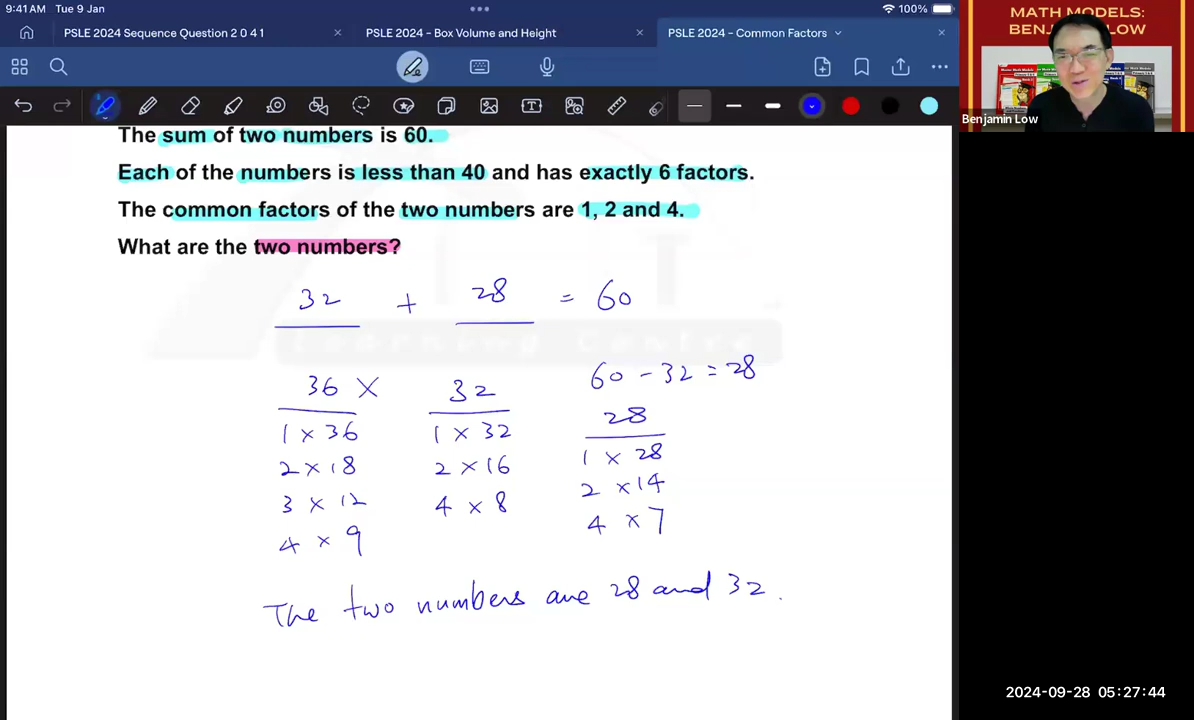 9:41 AM Tue 9 Jan
100%
PSLE 2024 Sequence Question 2 0 4 1
PSLE 2024 - Box Volume and Height
PSLE 2024 - Common Factors
MATH MODELS:
BENJAMIN LOW
Benjamin Low
The sum of two numbers is 60.
Each of the numbers is less than 40 and has exactly 6 factors.
The common factors of the two numbers are 1, 2 and 4.
What are the two numbers?
32 + 28 = 60
Learning Centre
60 - 32 = 28
36 X 32 28
1 x 36 1 x 32 1 x 28
2 x 18 2 x 16 2 x 14
3 x 12 4 x 8 4 x 7
4 x 9
The two numbers are 28 and 32.
2024-09-28 05:27:44